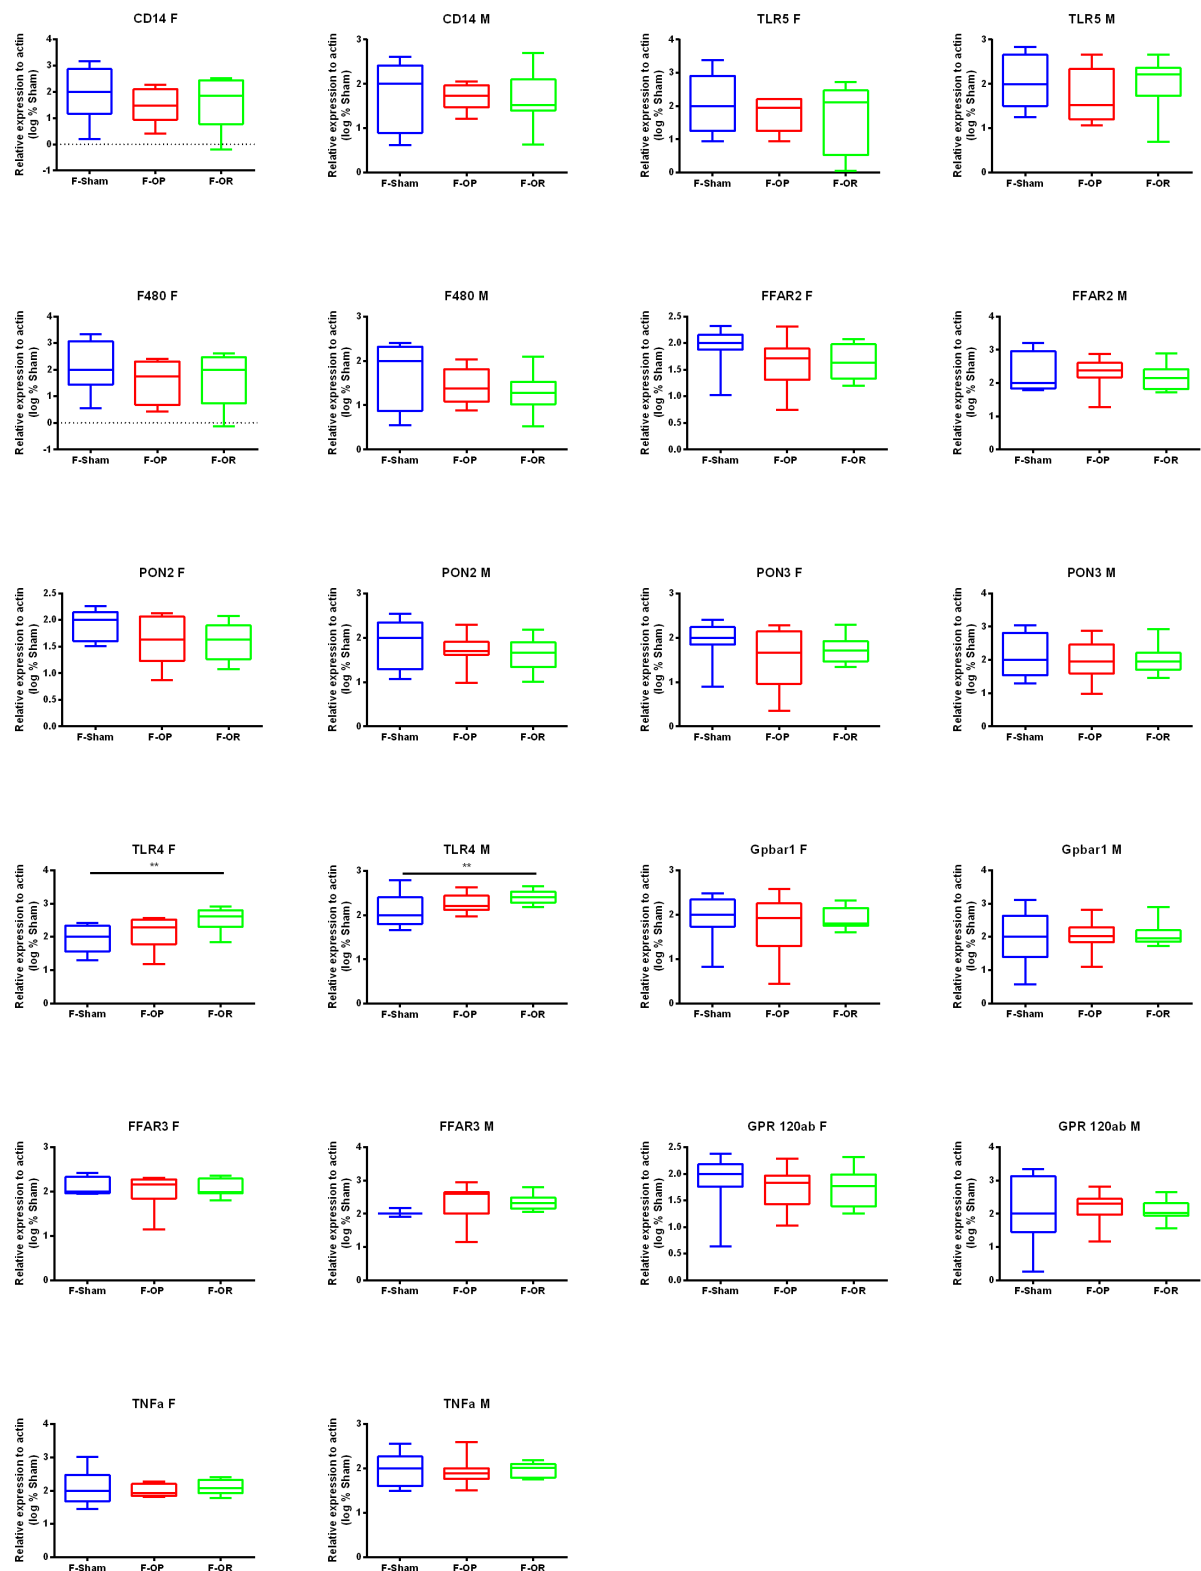 CD14 F
Relative expression to actin
(log % Sham)
4
3
2
1
0
-1
F-Sham F-OP F-OR
CD14 M
Relative expression to actin
(log % Sham)
3
2
1
0
F-Sham F-OP F-OR
TLR5 F
Relative expression to actin
(log % Sham)
4
3
2
1
0
F-Sham F-OP F-OR
TLR5 M
Relative expression to actin
(log % Sham)
3
2
1
0
F-Sham F-OP F-OR
F480 F
Relative expression to actin
(log % Sham)
4
3
2
1
0
-1
F-Sham F-OP F-OR
F480 M
Relative expression to actin
(log % Sham)
3
2
1
0
F-Sham F-OP F-OR
FFAR2 F
Relative expression to actin
(log % Sham)
2.5
2.0
1.5
1.0
0.5
0.0
F-Sham F-OP F-OR
FFAR2 M
Relative expression to actin
(log % Sham)
4
3
2
1
0
F-Sham F-OP F-OR
PON2 F
Relative expression to actin
(log % Sham)
2.5
2.0
1.5
1.0
0.5
0.0
F-Sham F-OP F-OR
PON2 M
Relative expression to actin
(log % Sham)
3
2
1
0
F-Sham F-OP F-OR
PON3 F
Relative expression to actin
(log % Sham)
3
2
1
0
F-Sham F-OP F-OR
PON3 M
Relative expression to actin
(log % Sham)
4
3
2
1
0
F-Sham F-OP F-OR
TLR4 F
**
Relative expression to actin
(log % Sham)
4
3
2
1
0
F-Sham F-OP F-OR
TLR4 M
**
Relative expression to actin
(log % Sham)
3
2
1
0
F-Sham F-OP F-OR
Gpbar1 F
Relative expression to actin
(log % Sham)
3
2
1
0
F-Sham F-OP F-OR
Gpbar1 M
Relative expression to actin
(log % Sham)
4
3
2
1
0
F-Sham F-OP F-OR
FFAR3 F
Relative expression to actin
(log % Sham)
3
2
1
0
F-Sham F-OP F-OR
FFAR3 M
Relative expression to actin
(log % Sham)
4
3
2
1
0
F-Sham F-OP F-OR
GPR 120ab F
Relative expression to actin
(log % Sham)
2.5
2.0
1.5
1.0
0.5
0.0
F-Sham F-OP F-OR
GPR 120ab M
Relative expression to actin
(log % Sham)
4
3
2
1
0
F-Sham F-OP F-OR
TNFa F
Relative expression to actin
(log % Sham)
4
3
2
1
0
F-Sham F-OP F-OR
TNFa M
Relative expression to actin
(log % Sham)
3
2
1
0
F-Sham F-OP F-OR